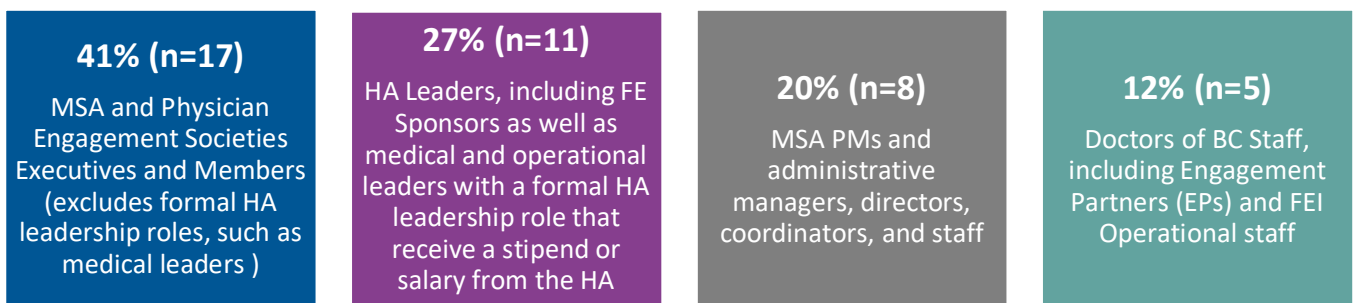 41% (n=17)
MSA and Physician
Engagement Societies
Executives and Members
(excludes formal HA
leadership roles, such as
medical leaders )
27% (n=11)
HA Leaders, including FE
Sponsors as well as
medical and operational
leaders with a formal HA
leadership role that
receive a stipend or
salary from the HA
20% (n=8)
MSA PMs and
administrative
managers, directors,
coordinators, and staff
12% (n=5)
Doctors of BC Staff,
including Engagement
Partners (EPs) and FEI
Operational staff